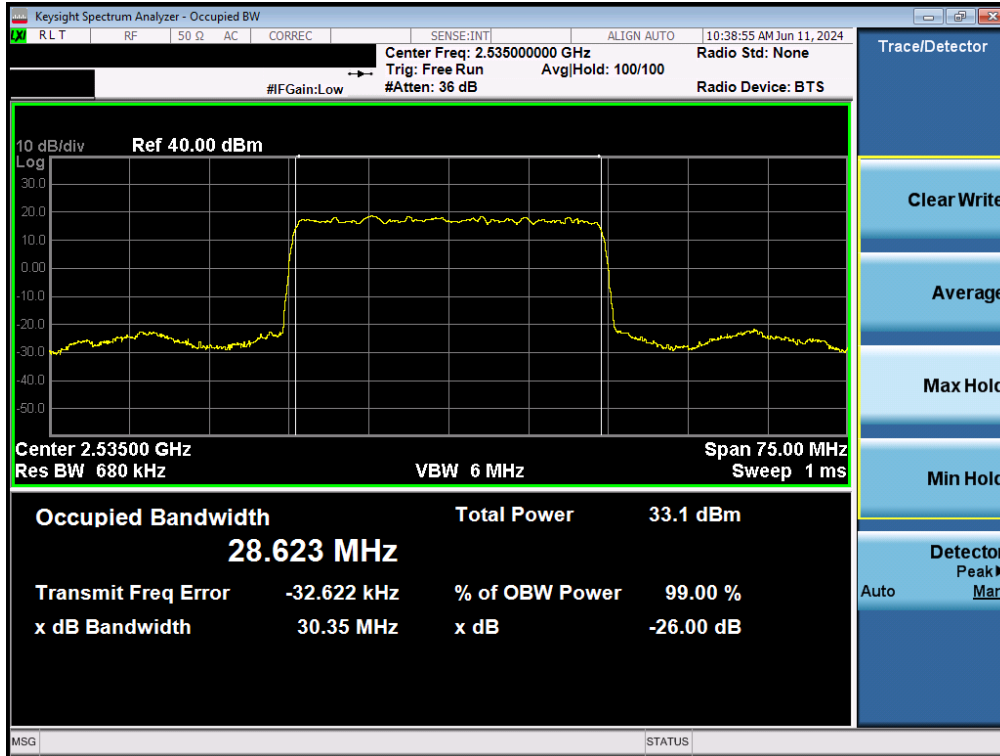 Keysight Spectrum Analyzer - Occupied BW
LXI RLT RF 50 Ω AC CORREC SENSE:INT ALIGN AUTO 10:38:55 AM Jun 11, 2024
Center Freq: 2.535000000 GHz Radio Std: None
Trig: Free Run Avg|Hold: 100/100
#IFGain:Low #Atten: 36 dB Radio Device: BTS
10 dB/div Ref 40.00 dBm
Log
30.0
20.0
10.0
0.00
-10.0
-20.0
-30.0
-40.0
-50.0
Center 2.53500 GHz Span 75.00 MHz
Res BW 680 kHz VBW 6 MHz Sweep 1 ms
Occupied Bandwidth Total Power 33.1 dBm
28.623 MHz
Transmit Freq Error -32.622 kHz % of OBW Power 99.00 %
x dB Bandwidth 30.35 MHz x dB -26.00 dB
MSG STATUS
Trace/Detector
Clear Write
Average
Max Hold
Min Hold
Detector
Peak
Auto Man